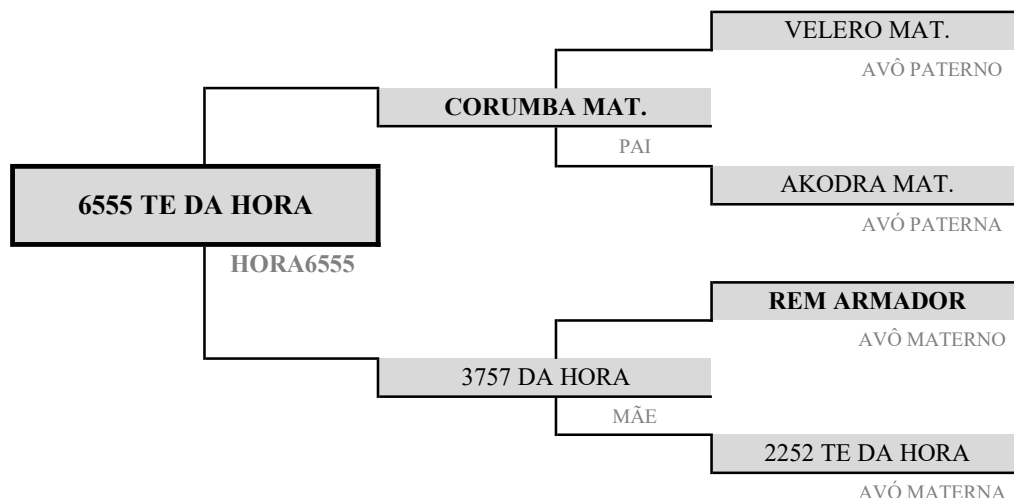 VELERO MAT.
AVÔ PATERNO
CORUMBA MAT.
PAI
AKODRA MAT.
AVÓ PATERNA
6555 TE DA HORA
HORA6555
REM ARMADOR
AVÔ MATERNO
3757 DA HORA
MÃE
2252 TE DA HORA
AVÓ MATERNA